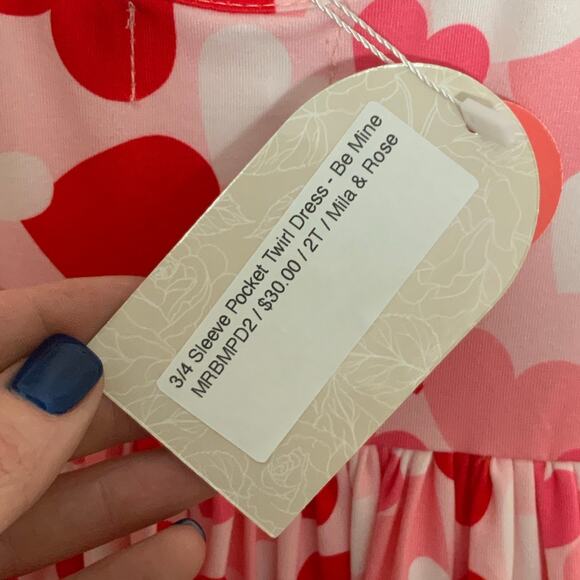 3/4 Sleeve Pocket Twirl Dress - Be Mine
MRBMPD2 / $30.00 / 2T / Mila & Rose